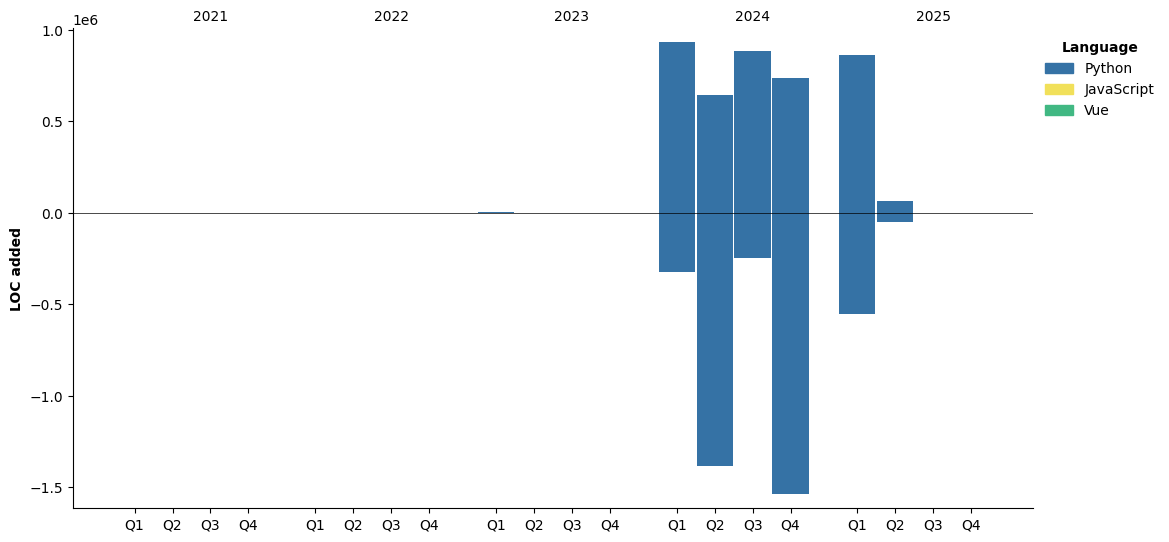 2021 2022 2023 2024 2025
1e6
1.0
0.5
0.0
−0.5
−1.0
−1.5
LOC added
Q1 Q2 Q3 Q4 Q1 Q2 Q3 Q4 Q1 Q2 Q3 Q4 Q1 Q2 Q3 Q4 Q1 Q2 Q3 Q4
Language
Python
JavaScript
Vue